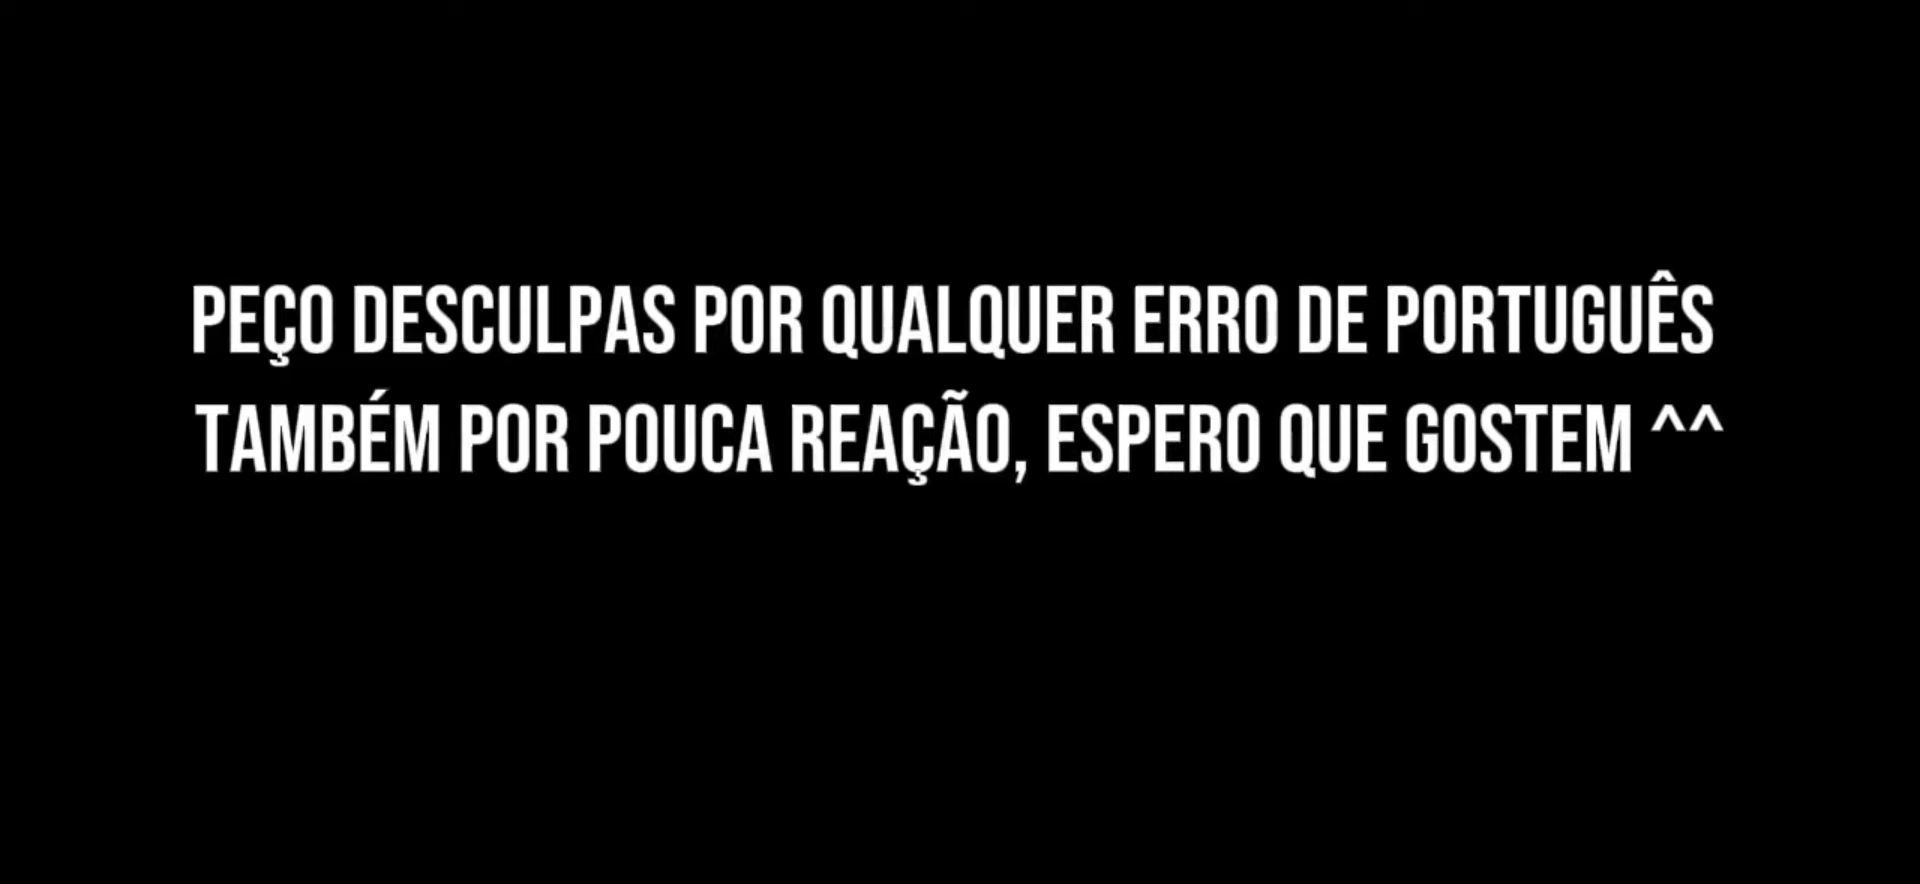 PEÇO DESCULPAS POR QUALQUER ERRO DE PORTUGUÊS
TAMBÉM POR POUCA REAÇÃO, ESPERO QUE GOSTEM ^^